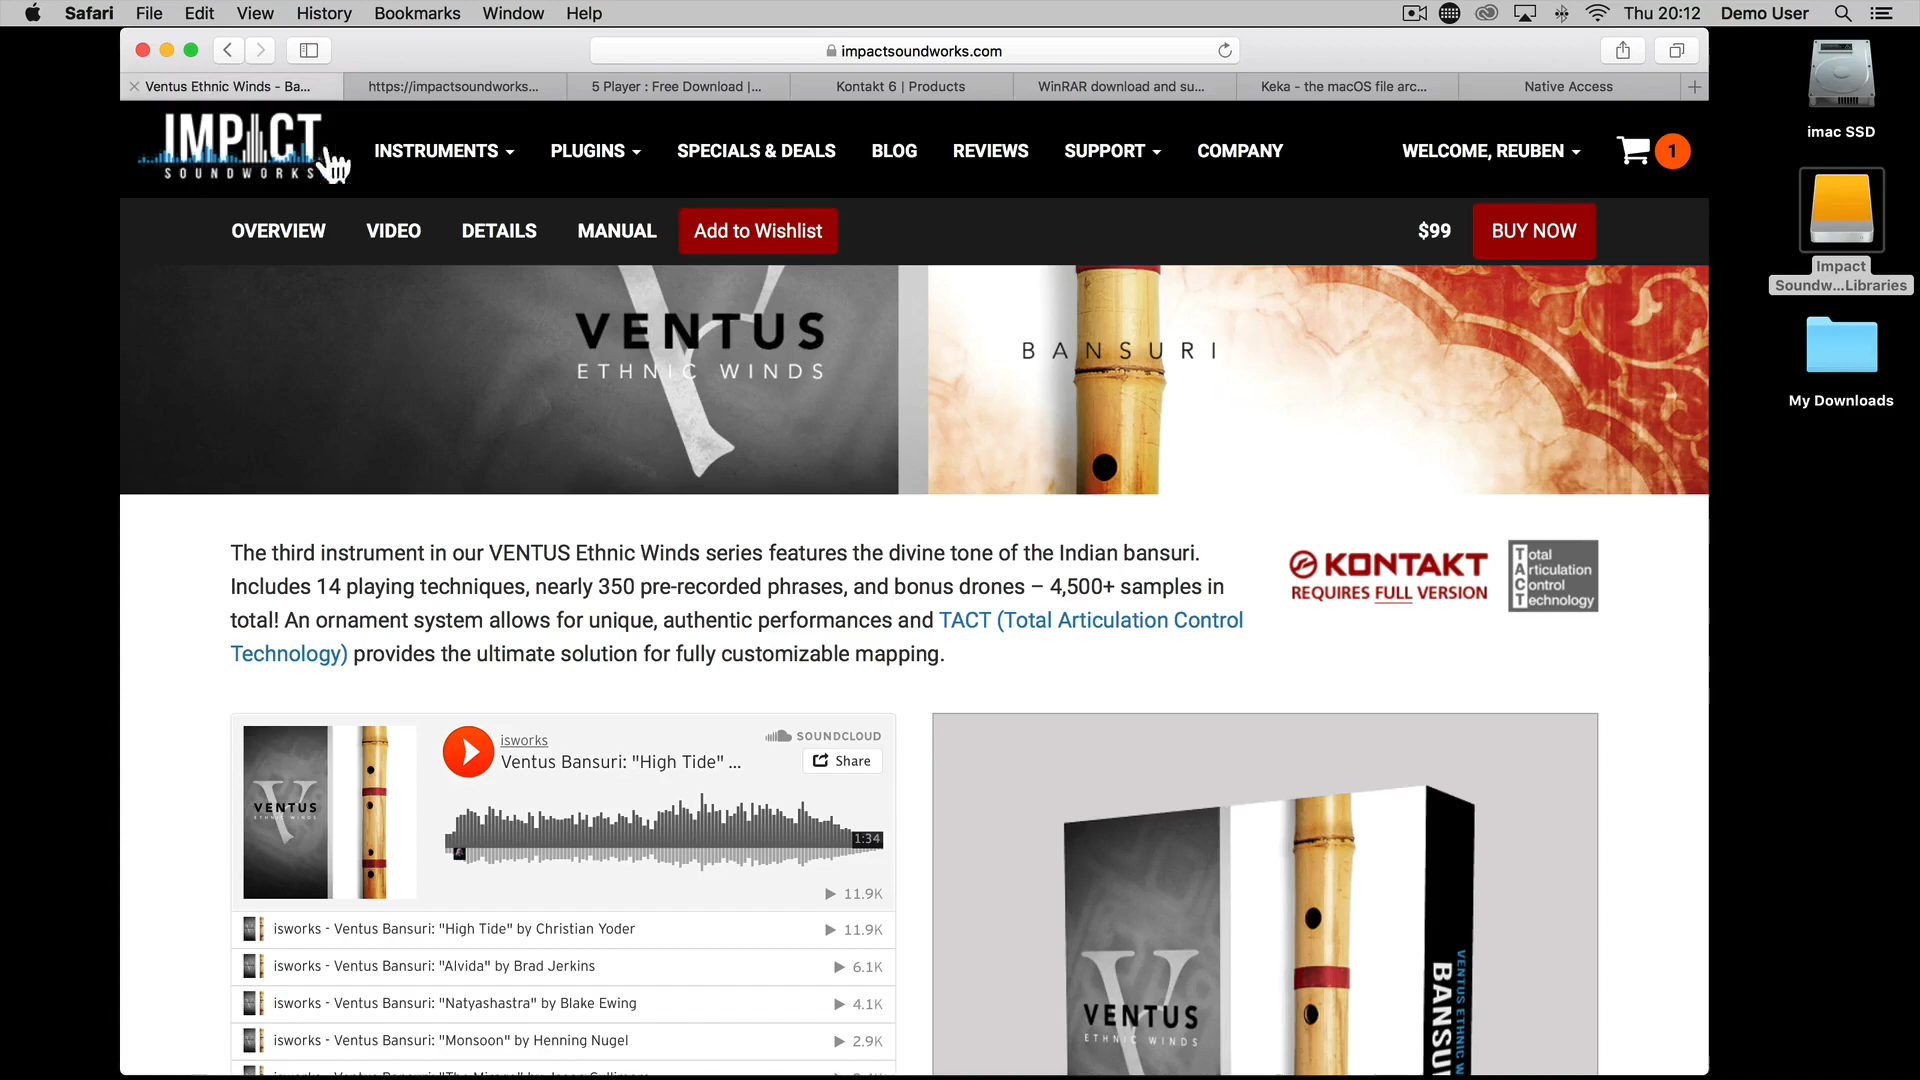 Safari File Edit View History Bookmarks Window Help
Thu 20:12 Demo User
impactsoundworks.com
Ventus Ethnic Winds - Ba...
https://impactsoundworks...
5 Player : Free Download |...
Kontakt 6 | Products
WinRAR download and su...
Keka - the macOS file arc...
Native Access
IMPACT
SOUNDWORKS
INSTRUMENTS
PLUGINS
SPECIALS & DEALS
BLOG
REVIEWS
SUPPORT
COMPANY
WELCOME, REUBEN
1
OVERVIEW
VIDEO
DETAILS
MANUAL
Add to Wishlist
$99
BUY NOW
VENTUS
ETHNIC WINDS
BANSURI
The third instrument in our VENTUS Ethnic Winds series features the divine tone of the Indian bansuri.
Includes 14 playing techniques, nearly 350 pre-recorded phrases, and bonus drones – 4,500+ samples in
total! An ornament system allows for unique, authentic performances and TACT (Total Articulation Control
Technology) provides the ultimate solution for fully customizable mapping.
KONTAKT
REQUIRES FULL VERSION
Total
Articulation
Control
Technology
VENTUS
ETHNIC WINDS
isworks
Ventus Bansuri: "High Tide" ...
SOUNDCLOUD
Share
1:34
11.9K
isworks - Ventus Bansuri: "High Tide" by Christian Yoder
11.9K
isworks - Ventus Bansuri: "Alvida" by Brad Jerkins
6.1K
isworks - Ventus Bansuri: "Natyashastra" by Blake Ewing
4.1K
isworks - Ventus Bansuri: "Monsoon" by Henning Nugel
2.9K
VENTUS
ETHNIC WINDS
VENTUS ETHNIC W
BANSU
imac SSD
Impact
Soundw...Libraries
My Downloads